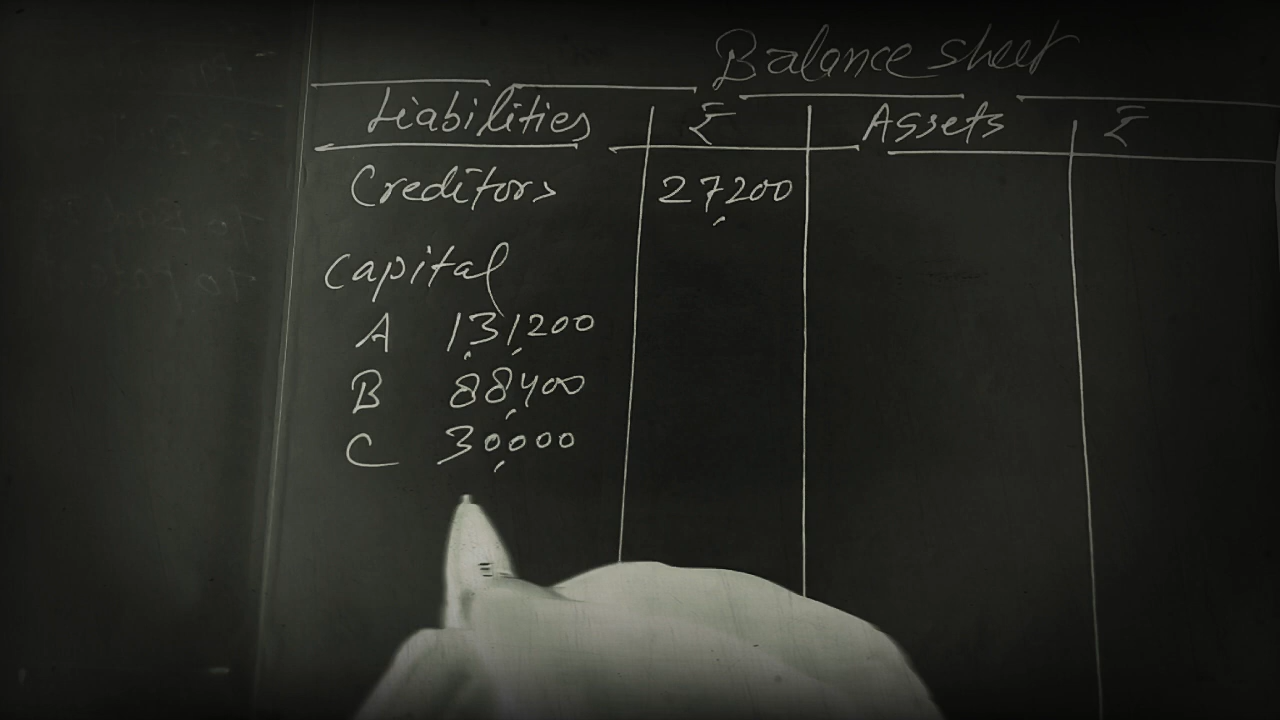 Balance sheet
Liabilities ₹ Assets ₹
Creditors 27,200
Capital
A 1,31,200
B 88,400
C 30,000